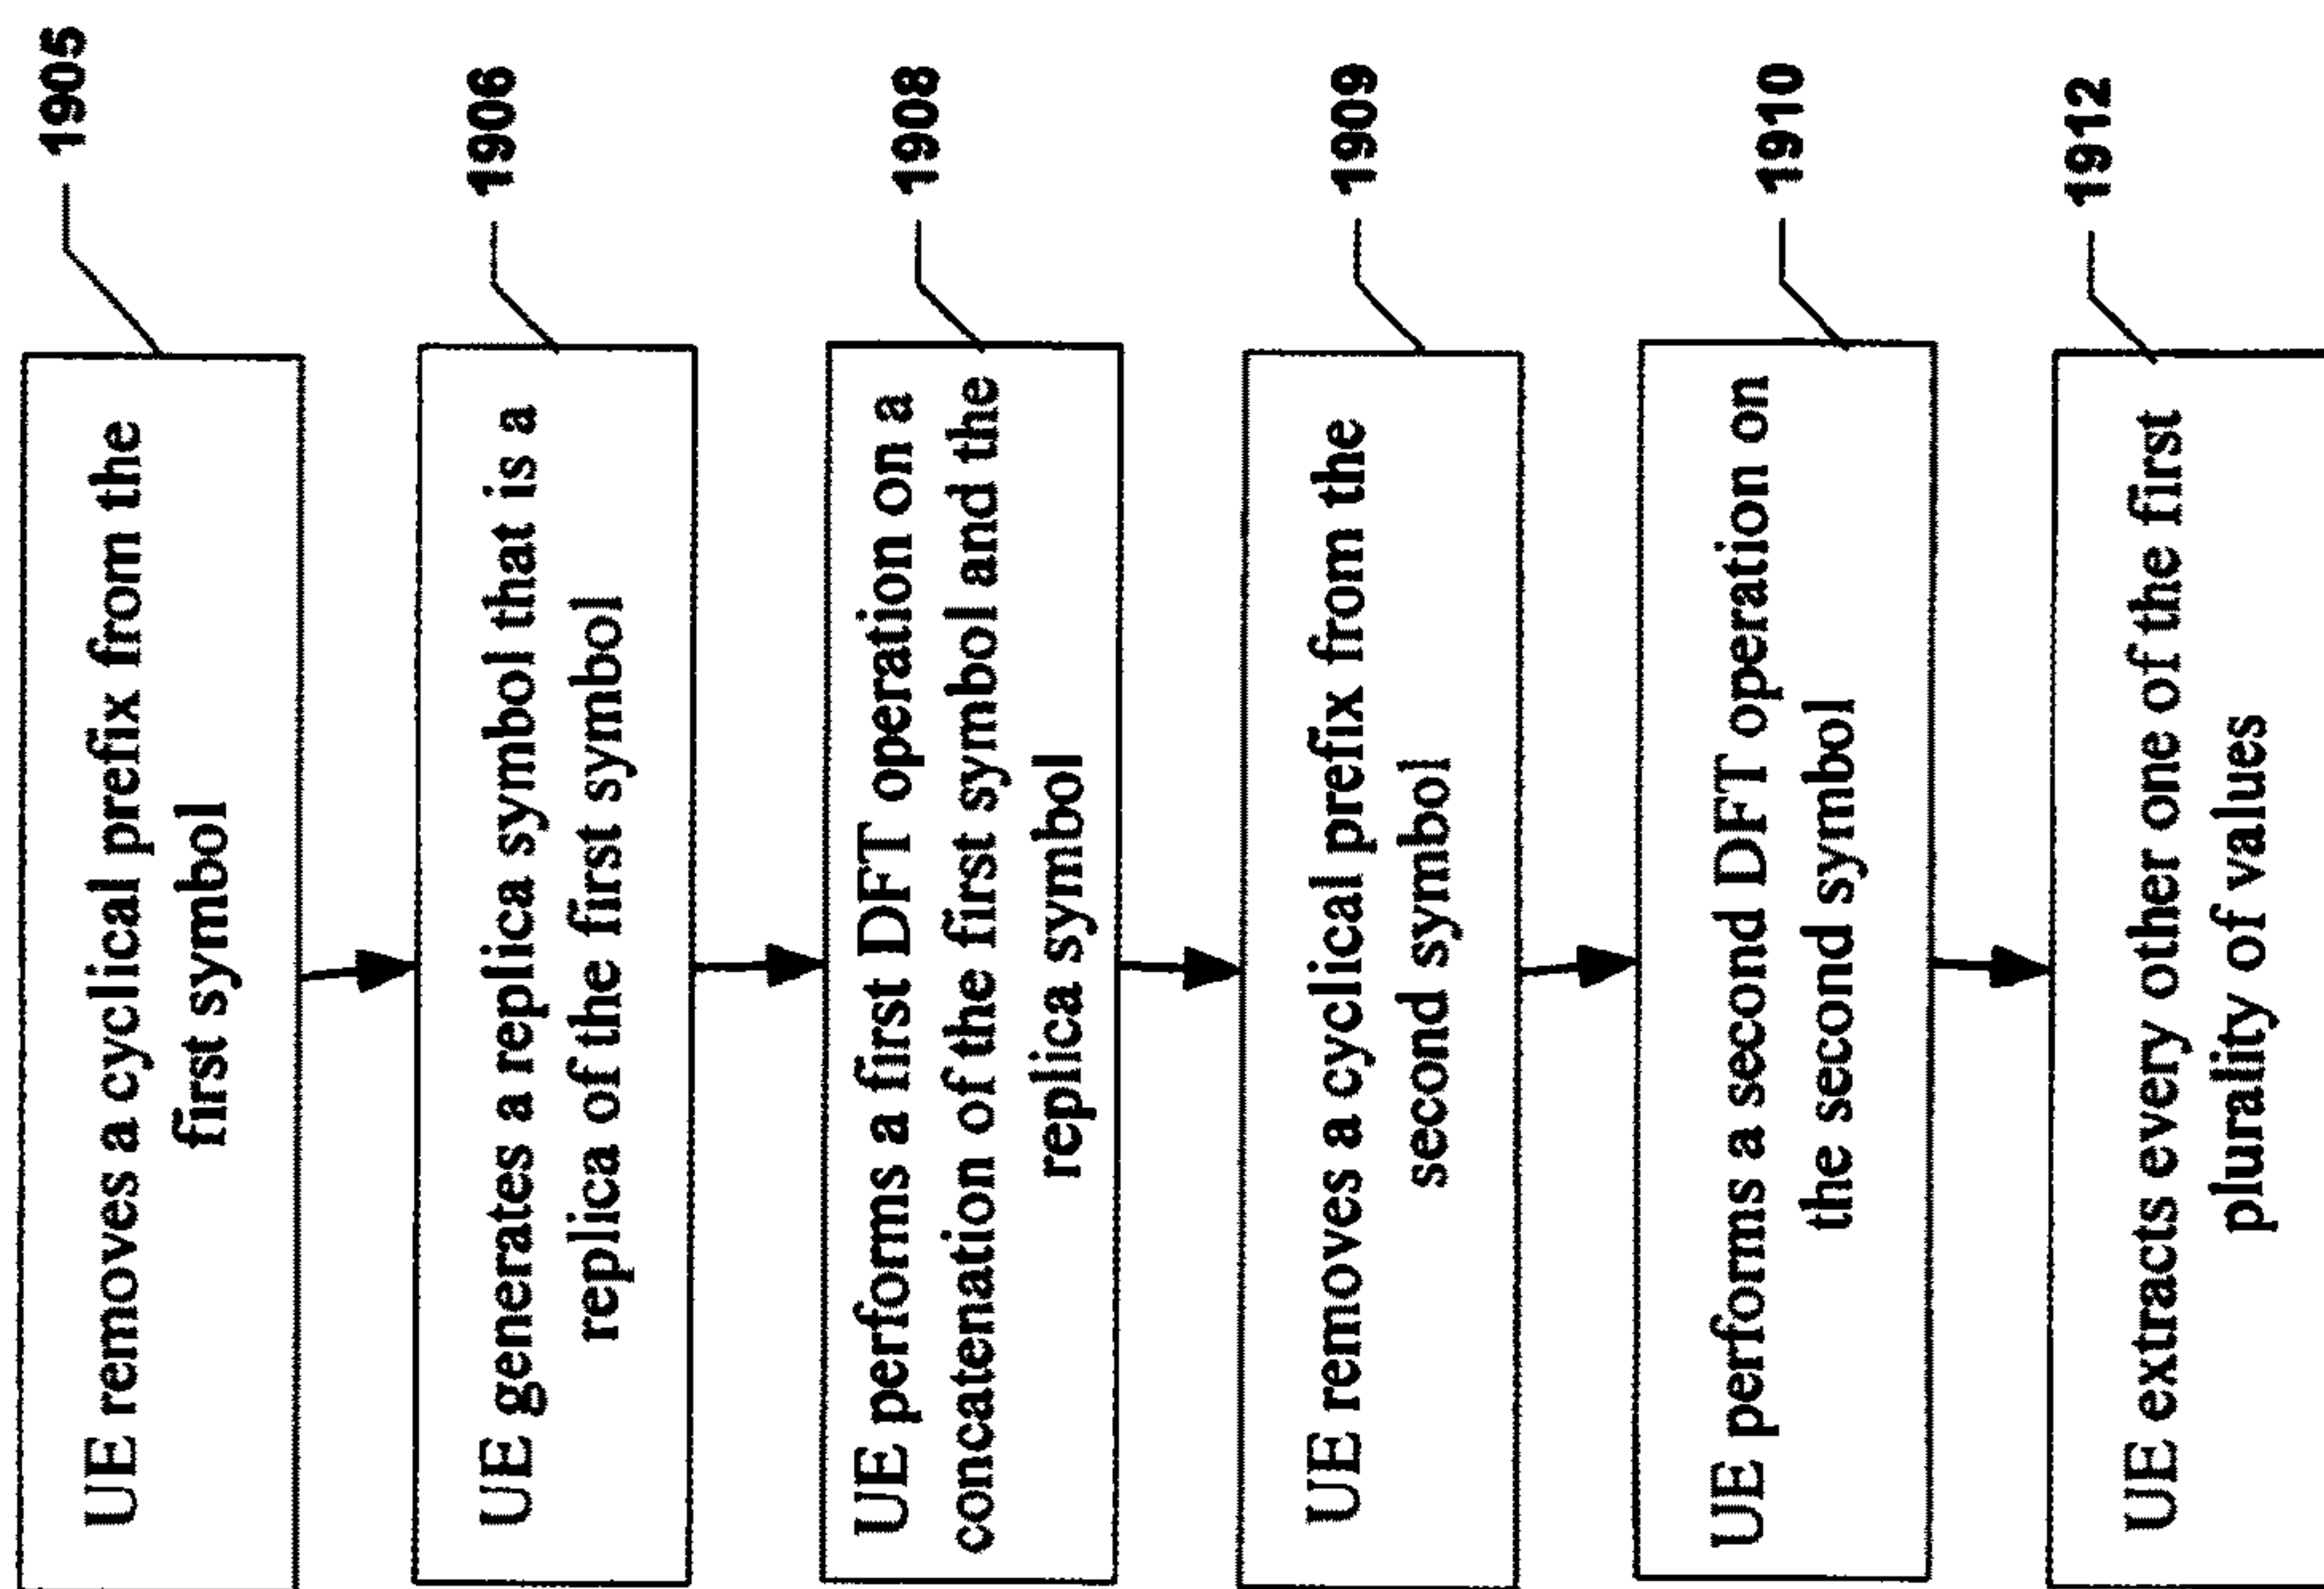 UE removes a cyclical prefix from the
first symbol
1905
UE generates a replica symbol that is a
replica of the first symbol
1906
UE performs a first DFT operation on a
concatenation of the first symbol and the
replica symbol
1908
UE removes a cyclical prefix from the
second symbol
1909
UE performs a second DFT operation on
the second symbol
1910
UE extracts every other one of the first
plurality of values
1912